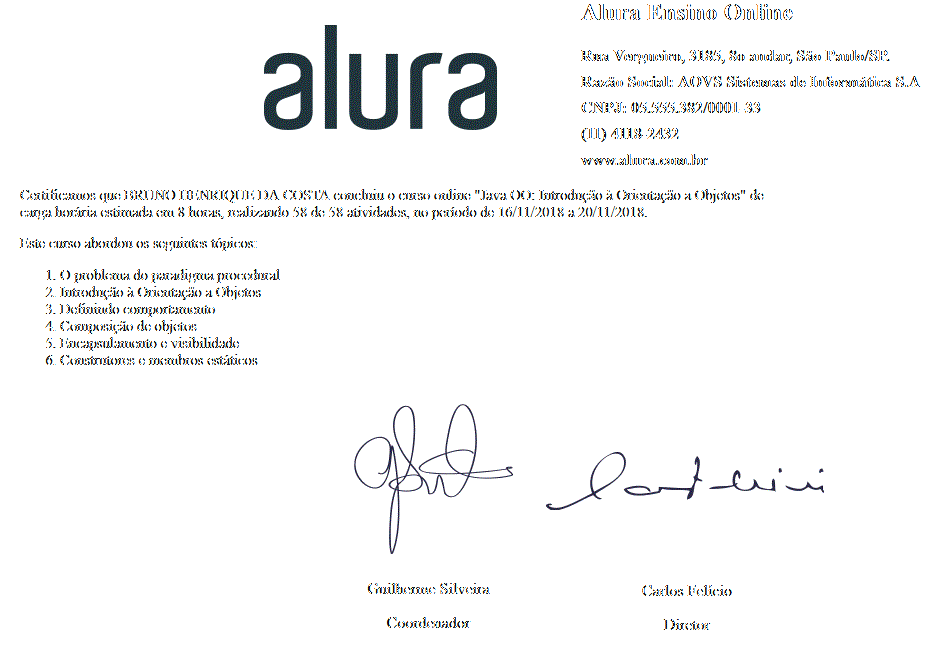 alura
Alura Ensino Online
Rua Vergueiro, 3185, 8o andar, São Paulo/SP.
Razão Social: AOVS Sistemas de Informática S.A
CNPJ: 05.555.382/0001-33
(11) 4118-2432
www.alura.com.br
Certificamos que BRUNO HENRIQUE DA COSTA concluiu o curso online "Java OO: Introdução à Orientação a Objetos" de
carga horária estimada em 8 horas, realizando 58 de 58 atividades, no período de 16/11/2018 a 20/11/2018.
Este curso abordou os seguintes tópicos:
1. O problema do paradigma procedural
2. Introdução à Orientação a Objetos
3. Definindo comportamento
4. Composição de objetos
5. Encapsulamento e visibilidade
6. Construtores e membros estáticos
Guilherme Silveira
Coordenador
Carlos Felício
Diretor